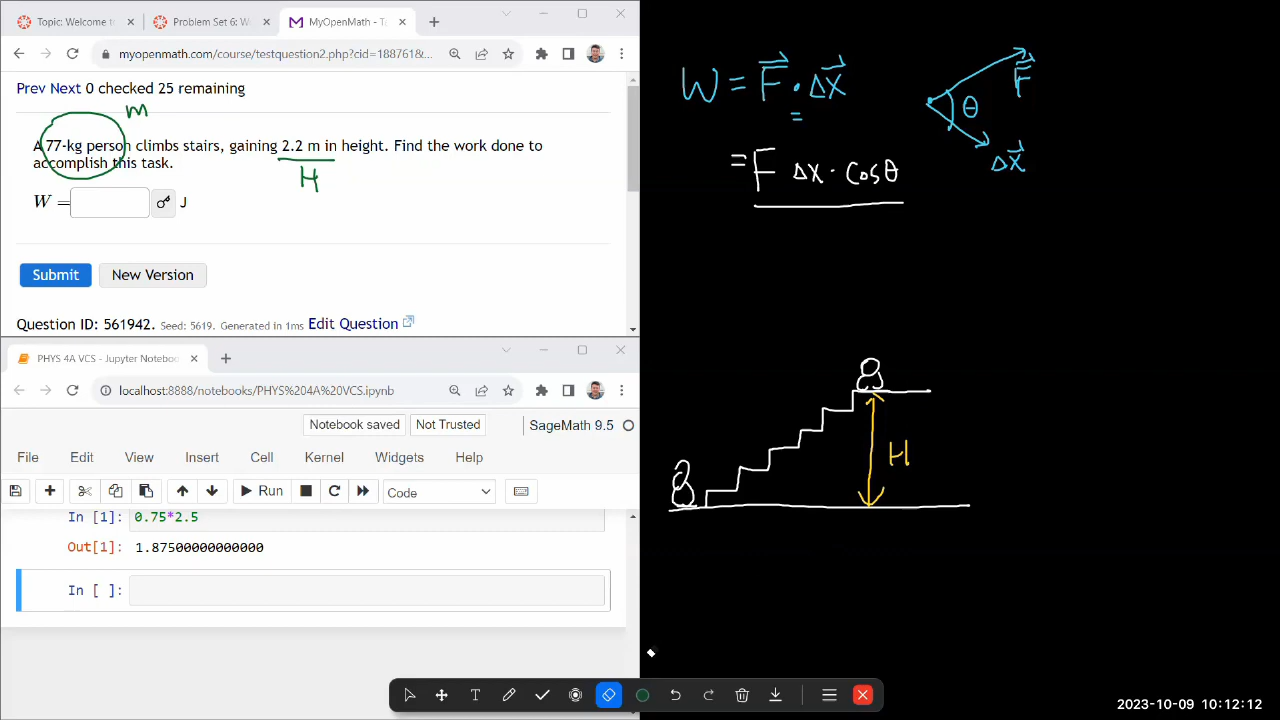 Topic: Welcome t
Problem Set 6: W
MyOpenMath - T
myopenmath.com/course/testquestion2.php?cid=188761&...
Prev Next 0 checked 25 remaining
m
A 77-kg person climbs stairs, gaining 2.2 m in height. Find the work done to
accomplish this task.
H
W = J
Submit New Version
Question ID: 561942. Seed: 5619. Generated in 1ms Edit Question
PHYS 4A VCS - Jupyter Notebo
localhost:8888/notebooks/PHYS%204A%20VCS.ipynb
Notebook saved Not Trusted SageMath 9.5
File Edit View Insert Cell Kernel Widgets Help
Run Code
In [1]: 0.75*2.5
Out[1]: 1.87500000000000
In [ ]:
W = F⃗ · Δx⃗
= F Δx · cosθ
F⃗
θ
Δx⃗
H
T
2023-10-09 10:12:12